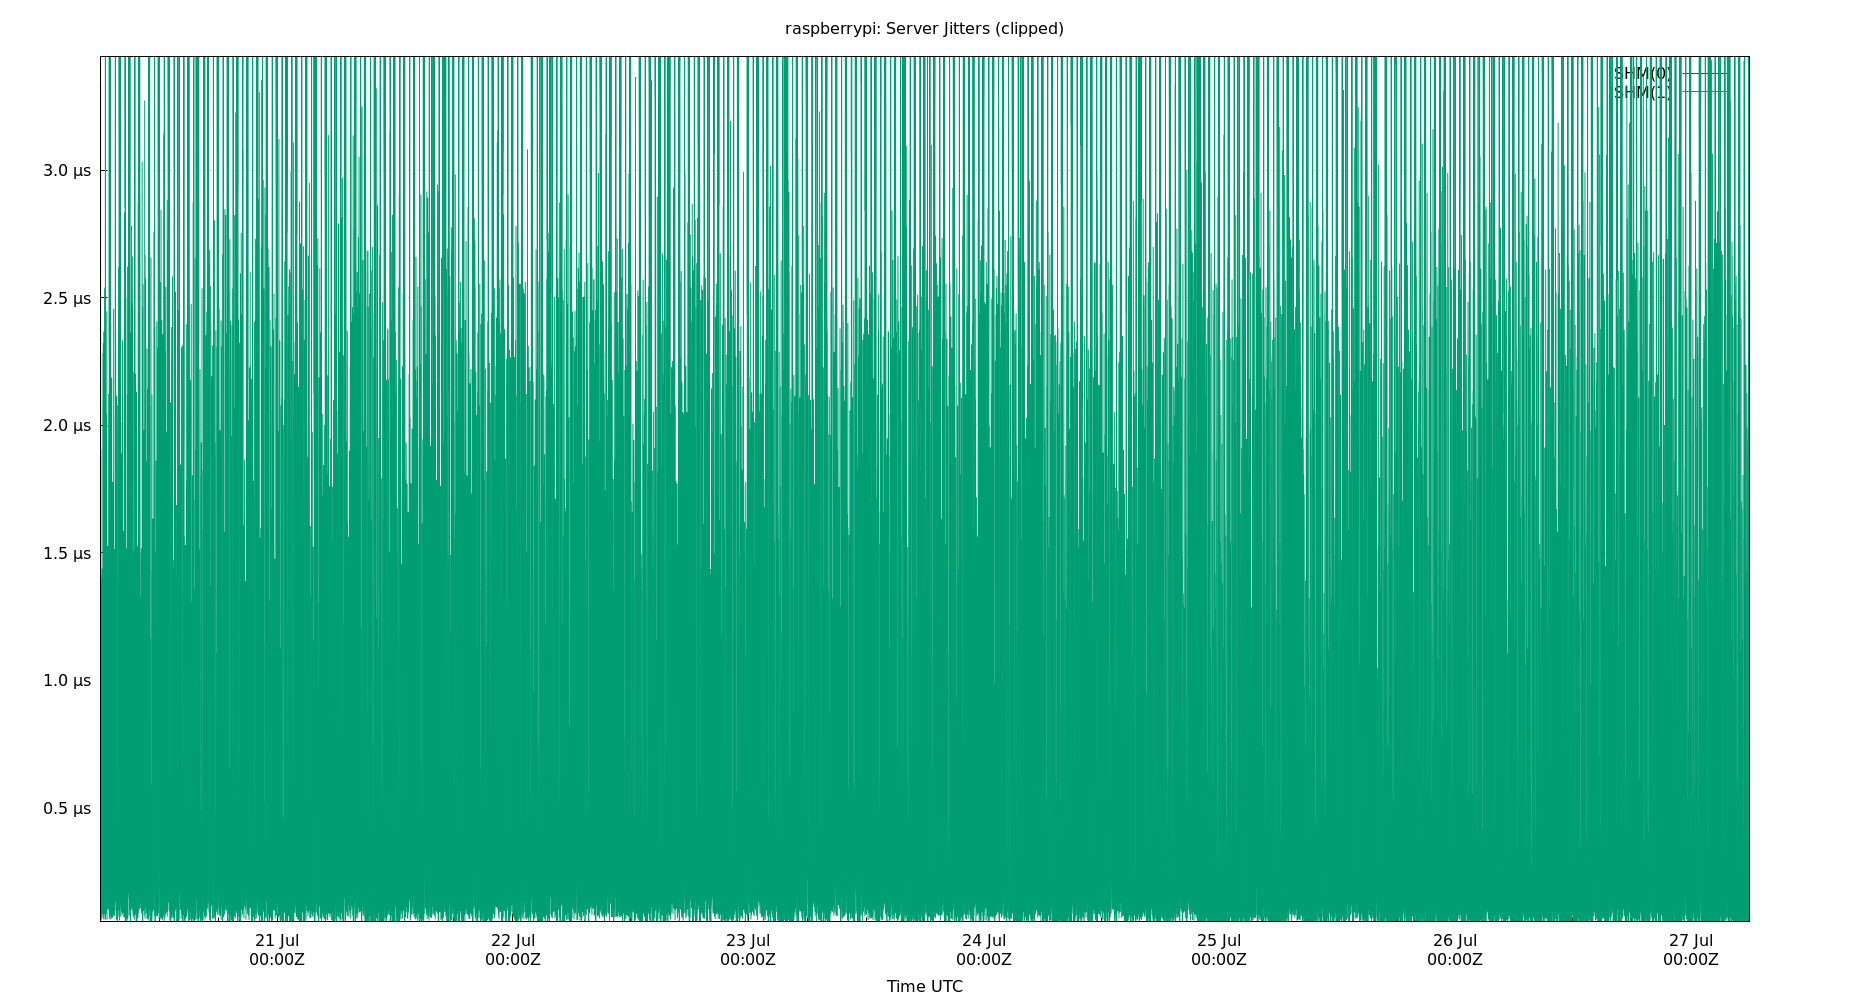 raspberrypi: Server Jitters (clipped)
SHM(0)
SHM(1)
3.0 µs
2.5 µs
2.0 µs
1.5 µs
1.0 µs
0.5 µs
21 Jul 22 Jul 23 Jul 24 Jul 25 Jul 26 Jul 27 Jul
00:00Z 00:00Z 00:00Z 00:00Z 00:00Z 00:00Z 00:00Z
Time UTC